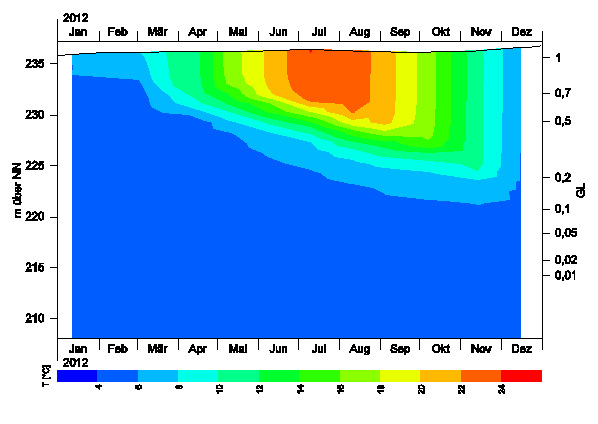 2012
Jan Feb Mär Apr Mai Jun Jul Aug Sep Okt Nov Dez
235
230
225
220
215
210
m über NN
1
0,7
0,5
0,2
0,1
0,05
0,02
0,01
GL
Jan Feb Mär Apr Mai Jun Jul Aug Sep Okt Nov Dez
2012
T [°C]
4 6 8 10 12 14 16 18 20 22 24